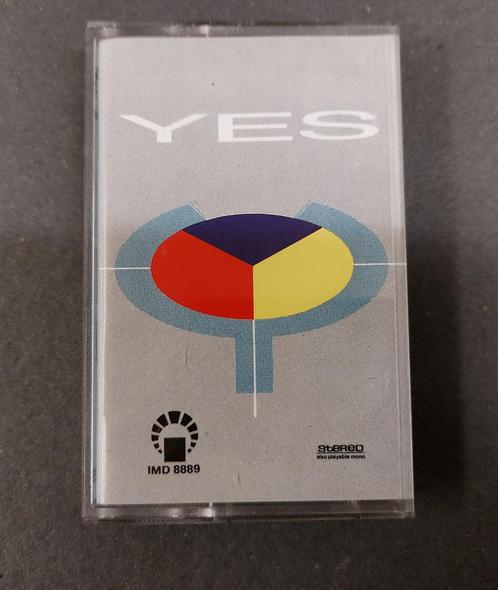 YES
IMD 8889
STEREO
also playable mono